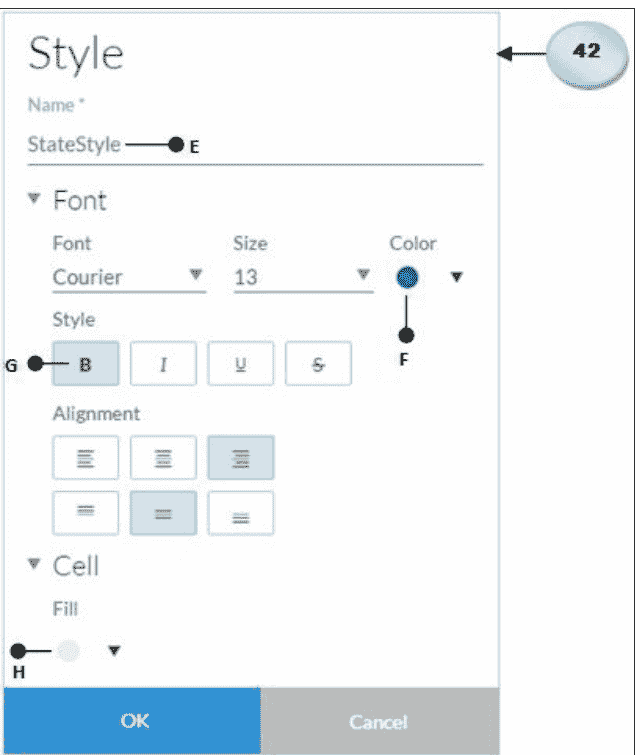 Style
42
Name *
StateStyle E
Font
Font Size Color
Courier 13
Style
F
G B I U S
Alignment
Cell
Fill
H
OK Cancel